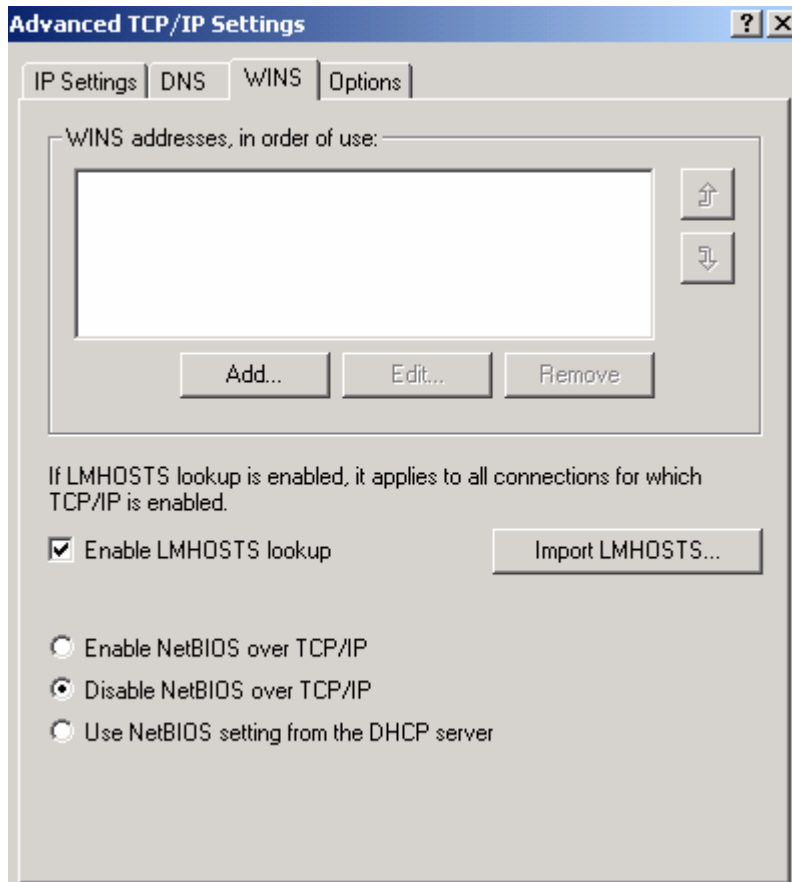 Advanced TCP/IP Settings
IP Settings DNS WINS Options
WINS addresses, in order of use:
Add... Edit... Remove
If LMHOSTS lookup is enabled, it applies to all connections for which
TCP/IP is enabled.
Enable LMHOSTS lookup Import LMHOSTS...
Enable NetBIOS over TCP/IP
Disable NetBIOS over TCP/IP
Use NetBIOS setting from the DHCP server